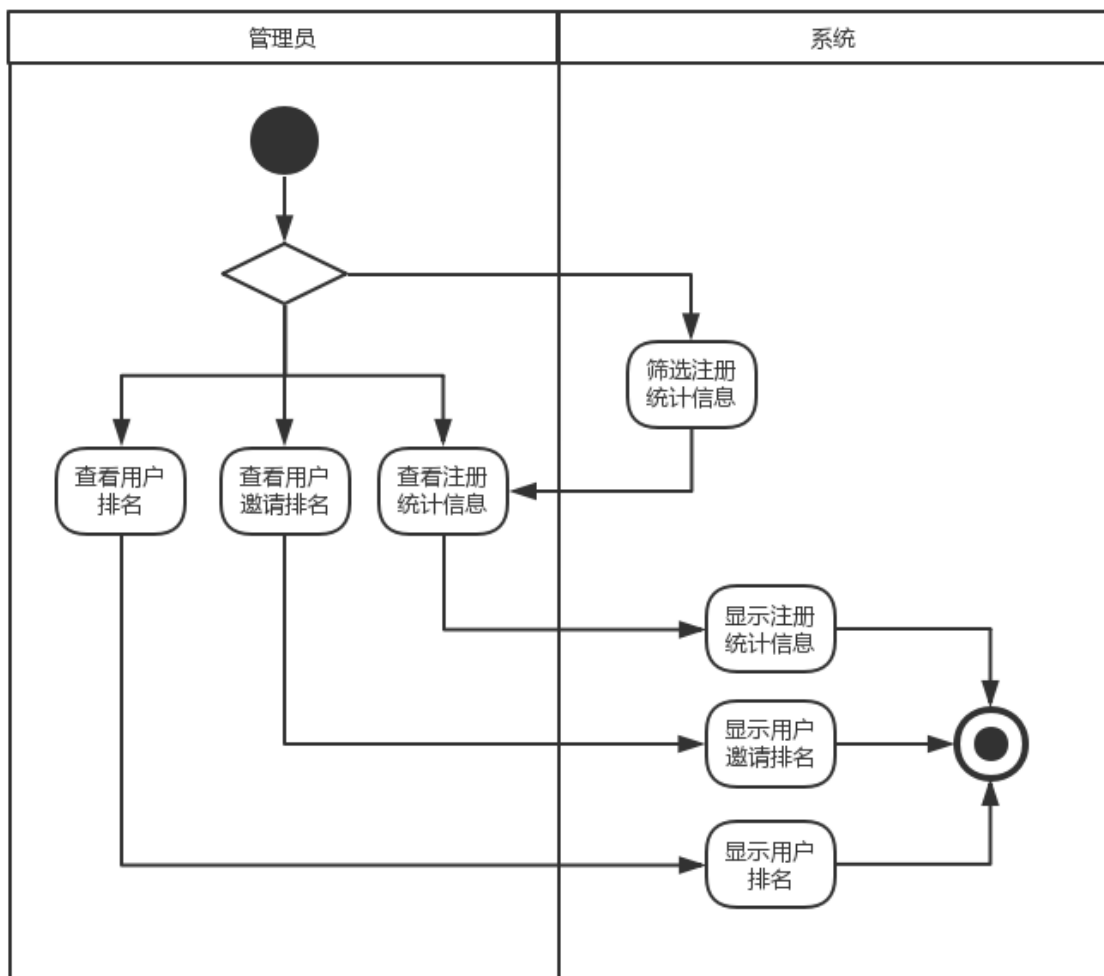 管理员
系统
筛选注册
统计信息
查看用户
排名
查看用户
邀请排名
查看注册
统计信息
显示注册
统计信息
显示用户
邀请排名
显示用户
排名